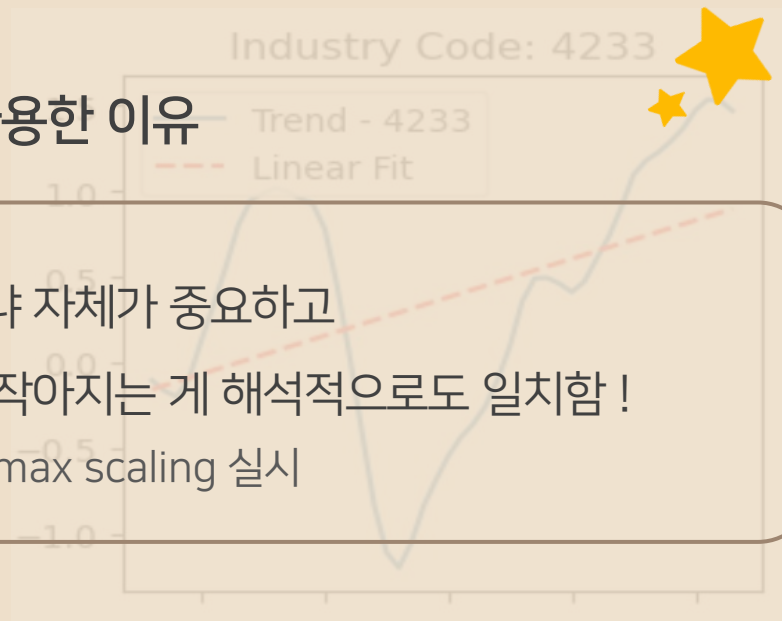 Industry Code: 4233
용한 이유
Trend - 4233
Linear Fit
1.0
0.5
냐 자체가 중요하고
0.0
작아지는 게 해석적으로도 일치함 !
−0.5
max scaling 실시
−1.0